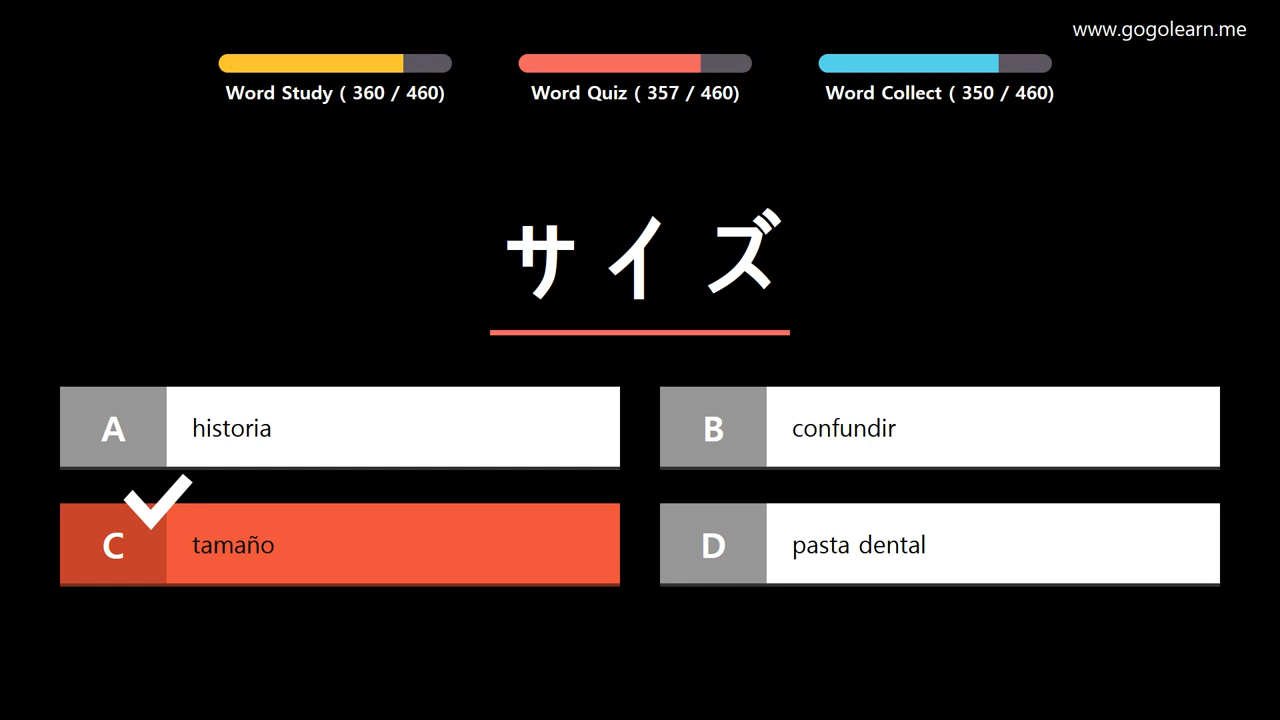 www.gogolearn.me
Word Study ( 360 / 460)
Word Quiz ( 357 / 460)
Word Collect ( 350 / 460)
サイズ
A historia
B confundir
C tamaño
D pasta dental